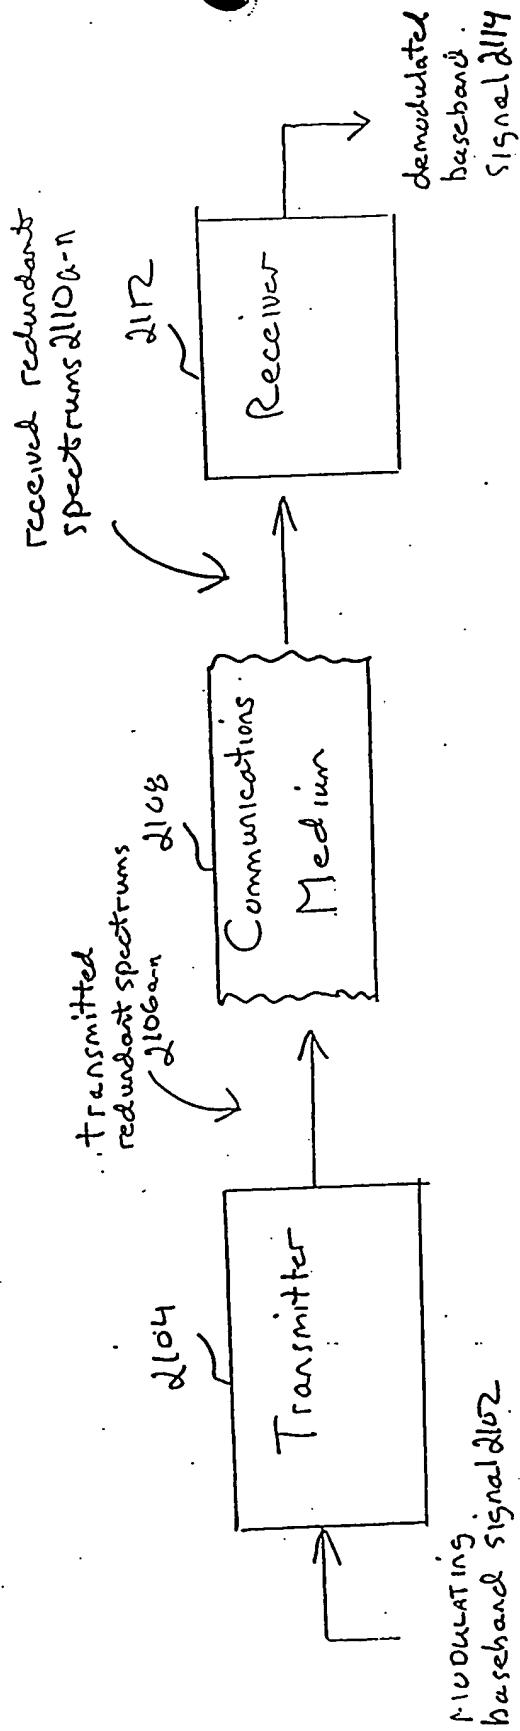 MODULATING
baseband signal 2102
2104
Transmitter
transmitted
redundant spectrums
2106a-n
2108
Communications
Medium
received redundant
spectrums 2110a-n
2112
Receiver
demodulated
baseband
signal 2114